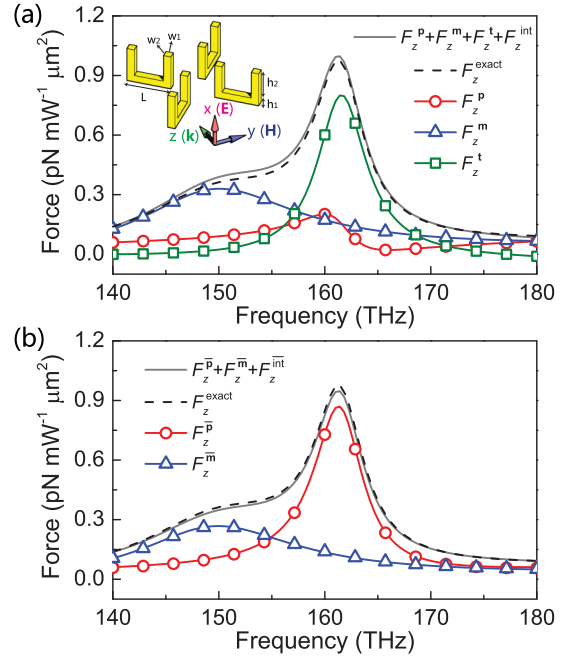 (a)
w₂ w₁
L
h₂
h₁
x (E)
z (k)
y (H)
F_z^p+F_z^m+F_z^t+F_z^int
F_z^exact
F_z^p
F_z^m
F_z^t
Force (pN mW⁻¹ μm²)
1.2
0.9
0.6
0.3
0.0
140 150 160 170 180
Frequency (THz)
(b)
F_z^p̅+F_z^m̅+F_z^i̅n̅t̅
F_z^exact
F_z^p̅
F_z^m̅
Force (pN mW⁻¹ μm²)
1.2
0.9
0.6
0.3
0.0
140 150 160 170 180
Frequency (THz)